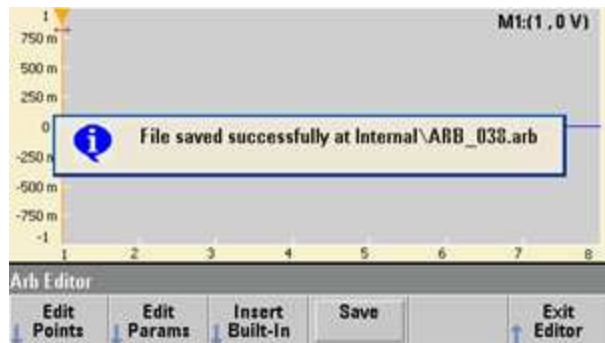 1
M1:(1 , 0 V)
750 m
500 m
250 m
0
File saved successfully at Internal\ARB_038.arb
-250 m
-500 m
-750 m
-1
1 2 3 4 5 6 7 8
Arb Editor
Edit Points
Edit Params
Insert Built-In
Save
Exit Editor